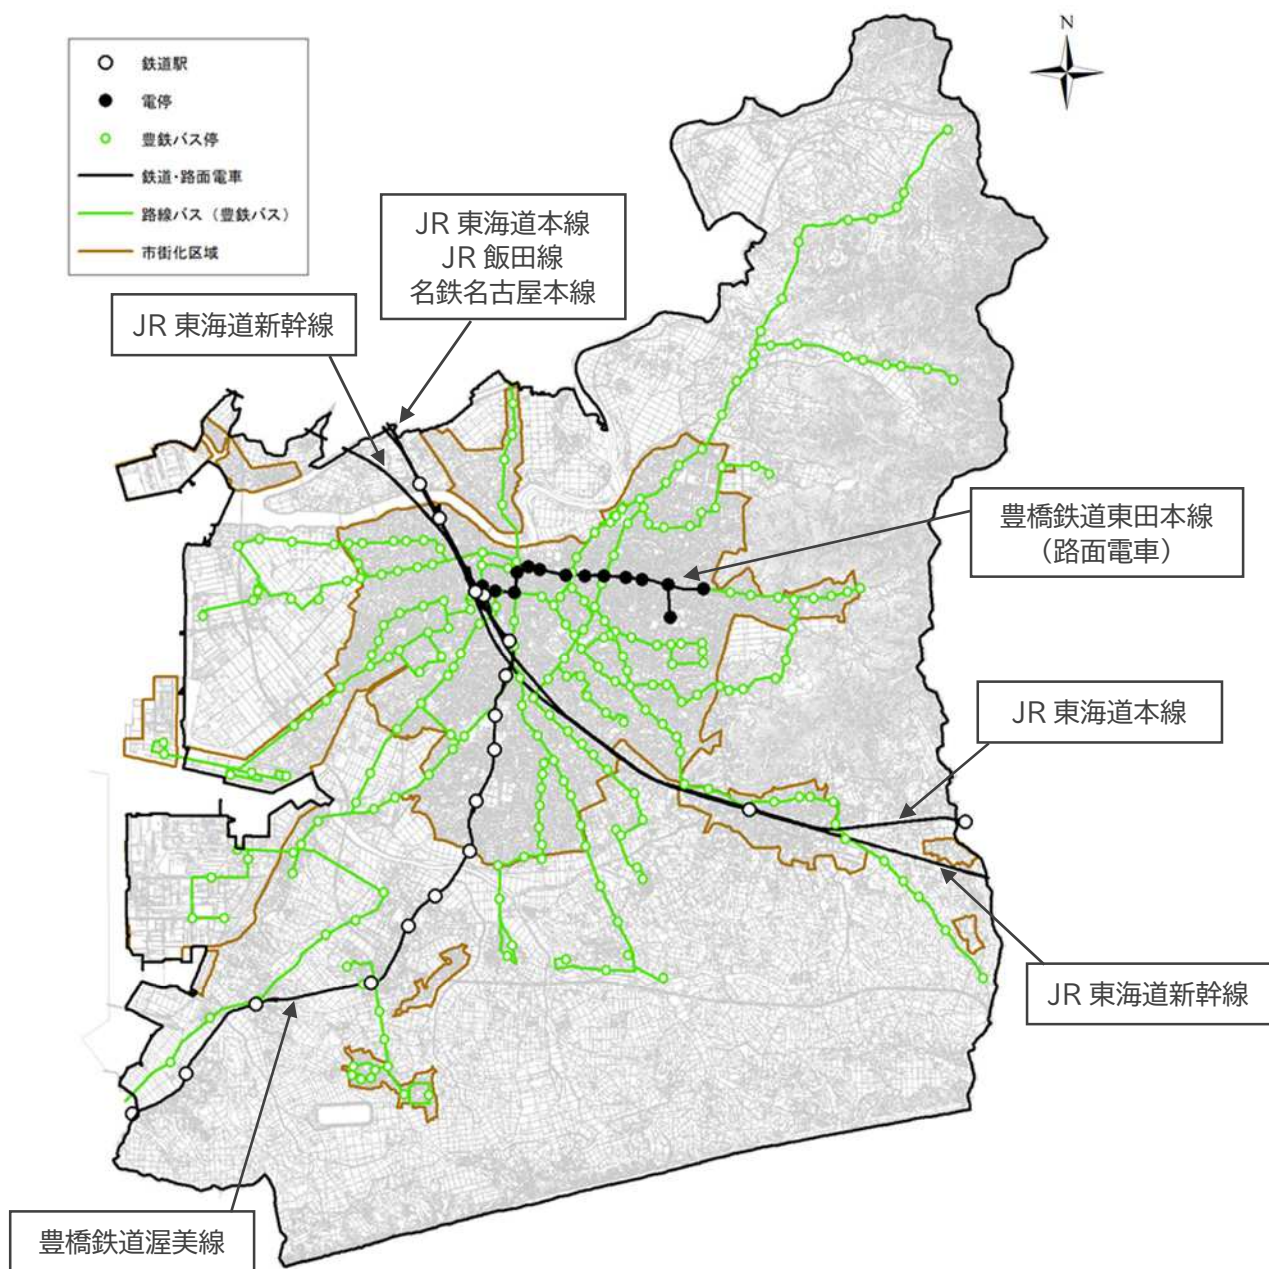 N
鉄道駅
電停
豊鉄バス停
鉄道・路面電車
路線バス（豊鉄バス）
市街化区域
JR 東海道本線
JR 飯田線
名鉄名古屋本線
JR 東海道新幹線
豊橋鉄道東田本線
（路面電車）
JR 東海道本線
JR 東海道新幹線
豊橋鉄道渥美線